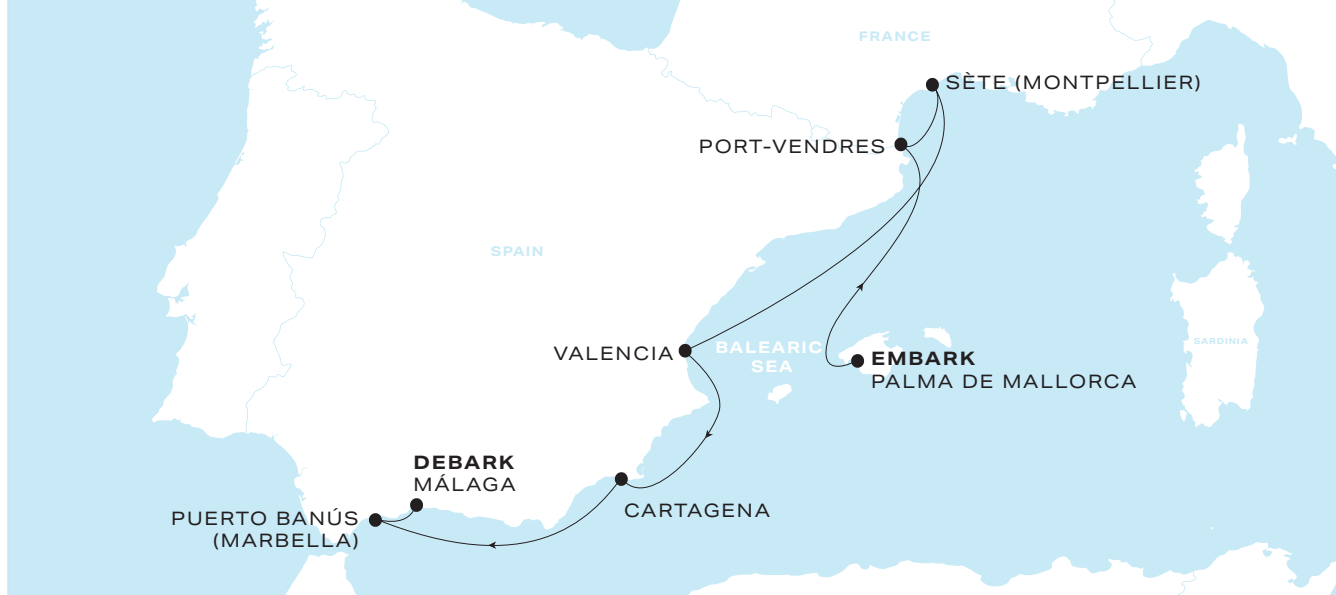 FRANCE
SÈTE (MONTPELLIER)
PORT-VENDRES
SPAIN
VALENCIA
BALEARIC
SEA
SARDINIA
EMBARK
PALMA DE MALLORCA
DEBARK
MÁLAGA
CARTAGENA
PUERTO BANÚS
(MARBELLA)